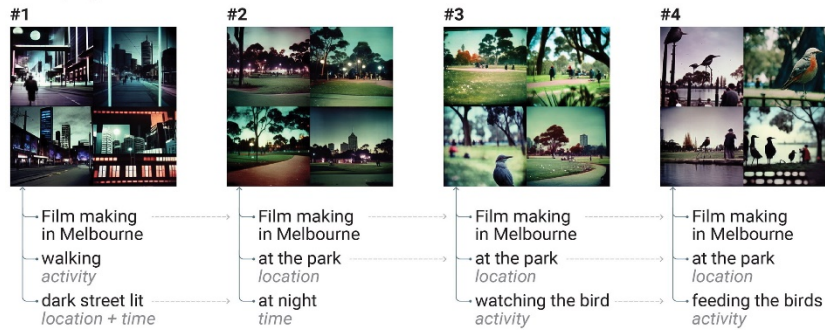 #1
Film making
in Melbourne
walking
activity
dark street lit
location + time
#2
Film making
in Melbourne
at the park
location
at night
time
#3
Film making
in Melbourne
at the park
location
watching the bird
activity
#4
Film making
in Melbourne
at the park
location
feeding the birds
activity